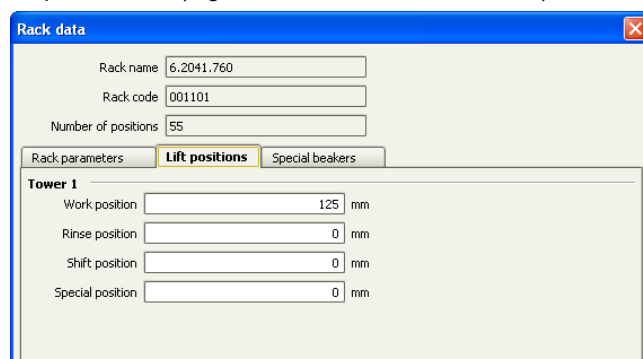 Rack data
Rack name 6.2041.760
Rack code 001101
Number of positions 55
Rack parameters Lift positions Special beakers
Tower 1
Work position 125 mm
Rinse position 0 mm
Shift position 0 mm
Special position 0 mm